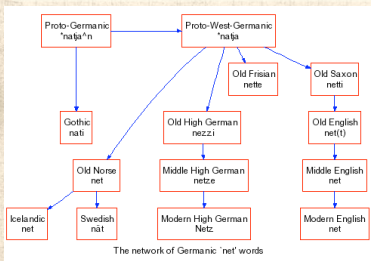 Proto-Germanic
*natja^n
Proto-West-Germanic
*natja
Old Frisian
nette
Old Saxon
netti
Gothic
nati
Old High German
nezzi
Old English
net(t)
Old Norse
net
Middle High German
netze
Middle English
net
Icelandic
net
Swedish
nät
Modern High German
Netz
Modern English
net
The network of Germanic `net' words